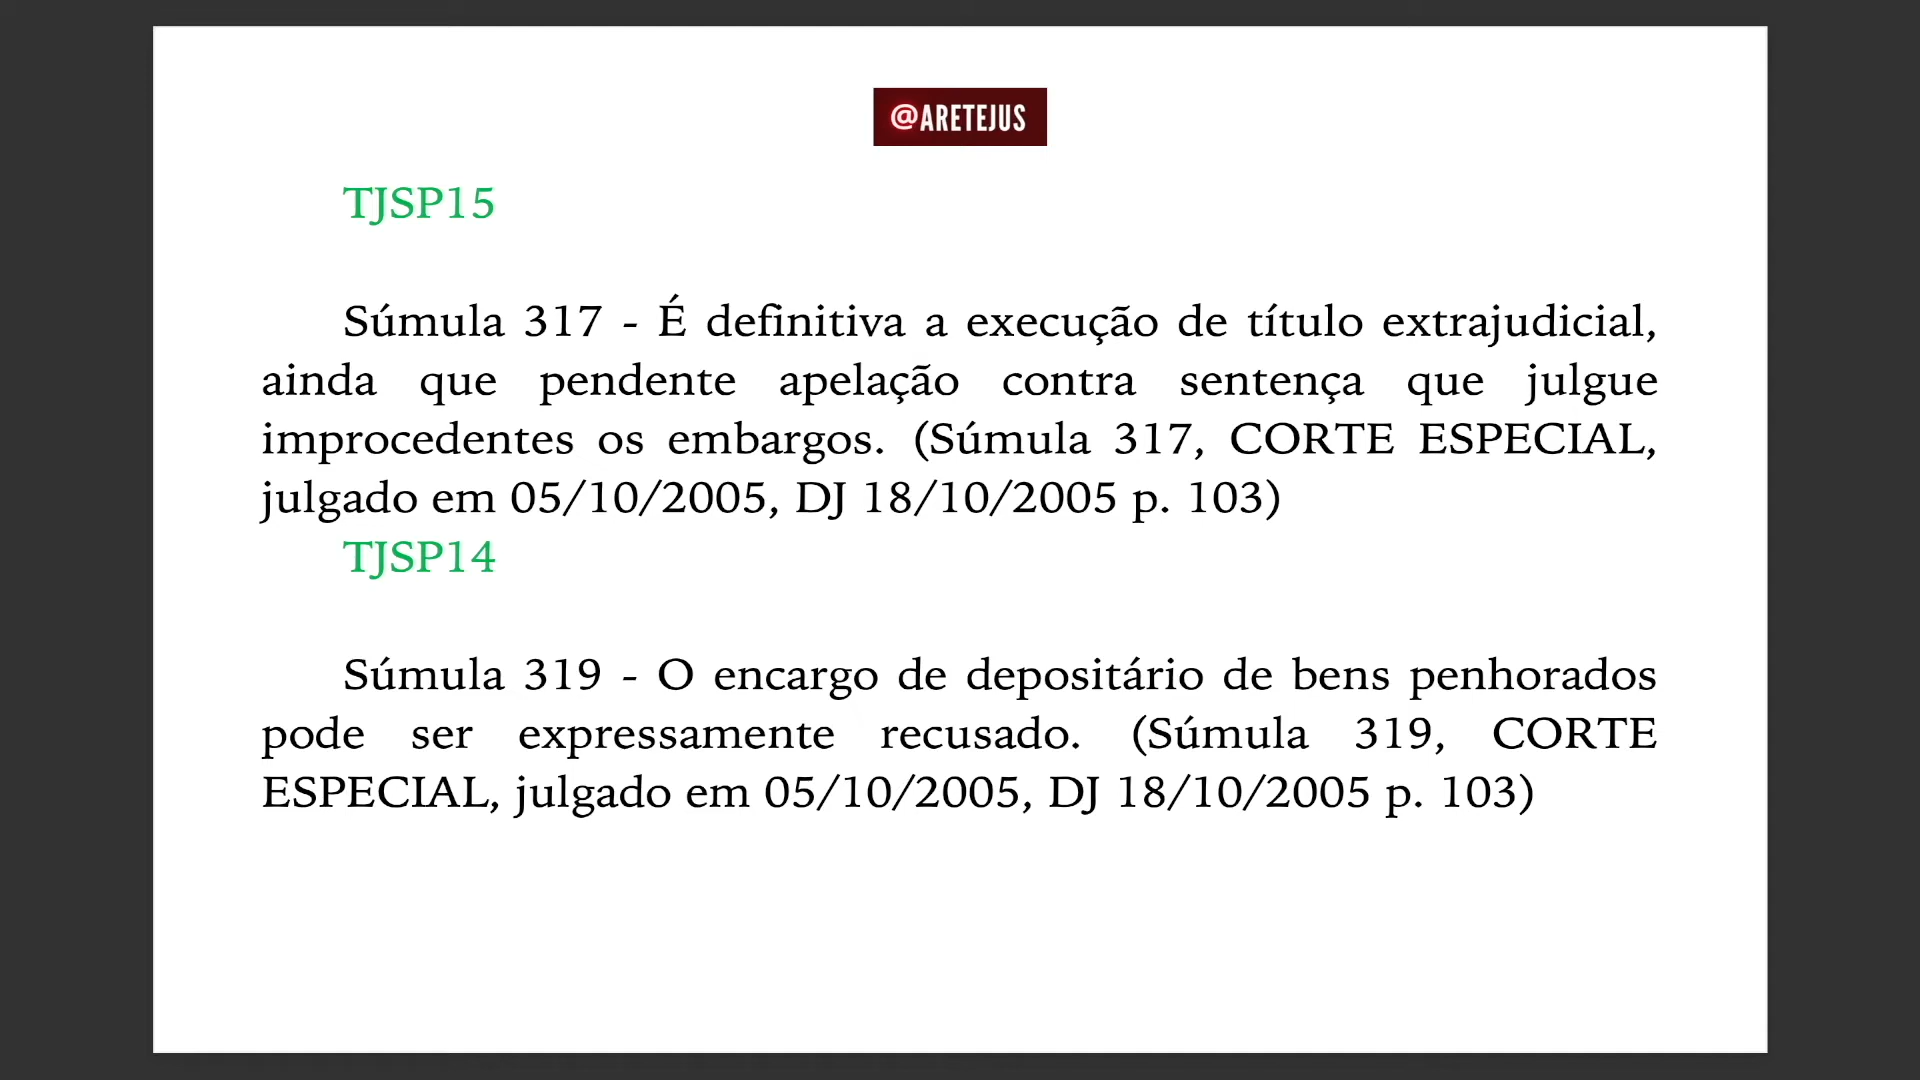 @ARETEJUS
TJSP15
Súmula 317 - É definitiva a execução de título extrajudicial,
ainda que pendente apelação contra sentença que julgue
improcedentes os embargos. (Súmula 317, CORTE ESPECIAL,
julgado em 05/10/2005, DJ 18/10/2005 p. 103)
TJSP14
Súmula 319 - O encargo de depositário de bens penhorados
pode ser expressamente recusado. (Súmula 319, CORTE
ESPECIAL, julgado em 05/10/2005, DJ 18/10/2005 p. 103)